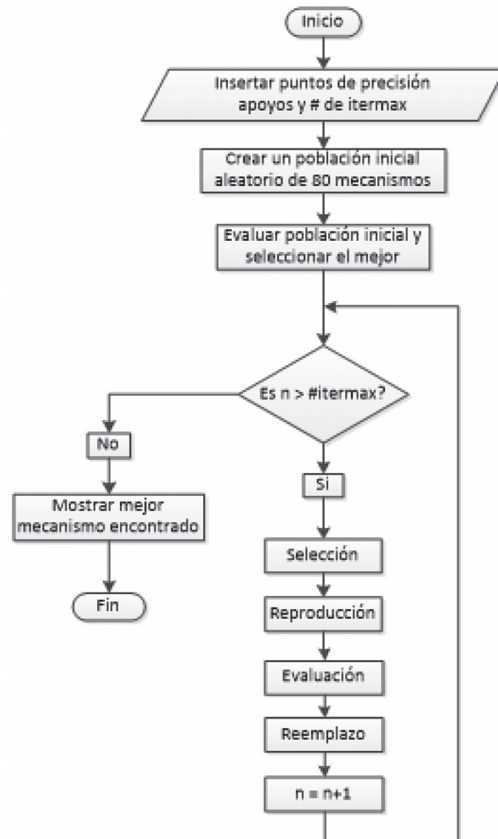 Inicio
Insertar puntos de precisión
apoyos y # de itermax
Crear un población inicial
aleatorio de 80 mecanismos
Evaluar población inicial y
seleccionar el mejor
Es n > #itermax?
No
Mostrar mejor
mecanismo encontrado
Fin
Si
Selección
Reproducción
Evaluación
Reemplazo
n = n+1